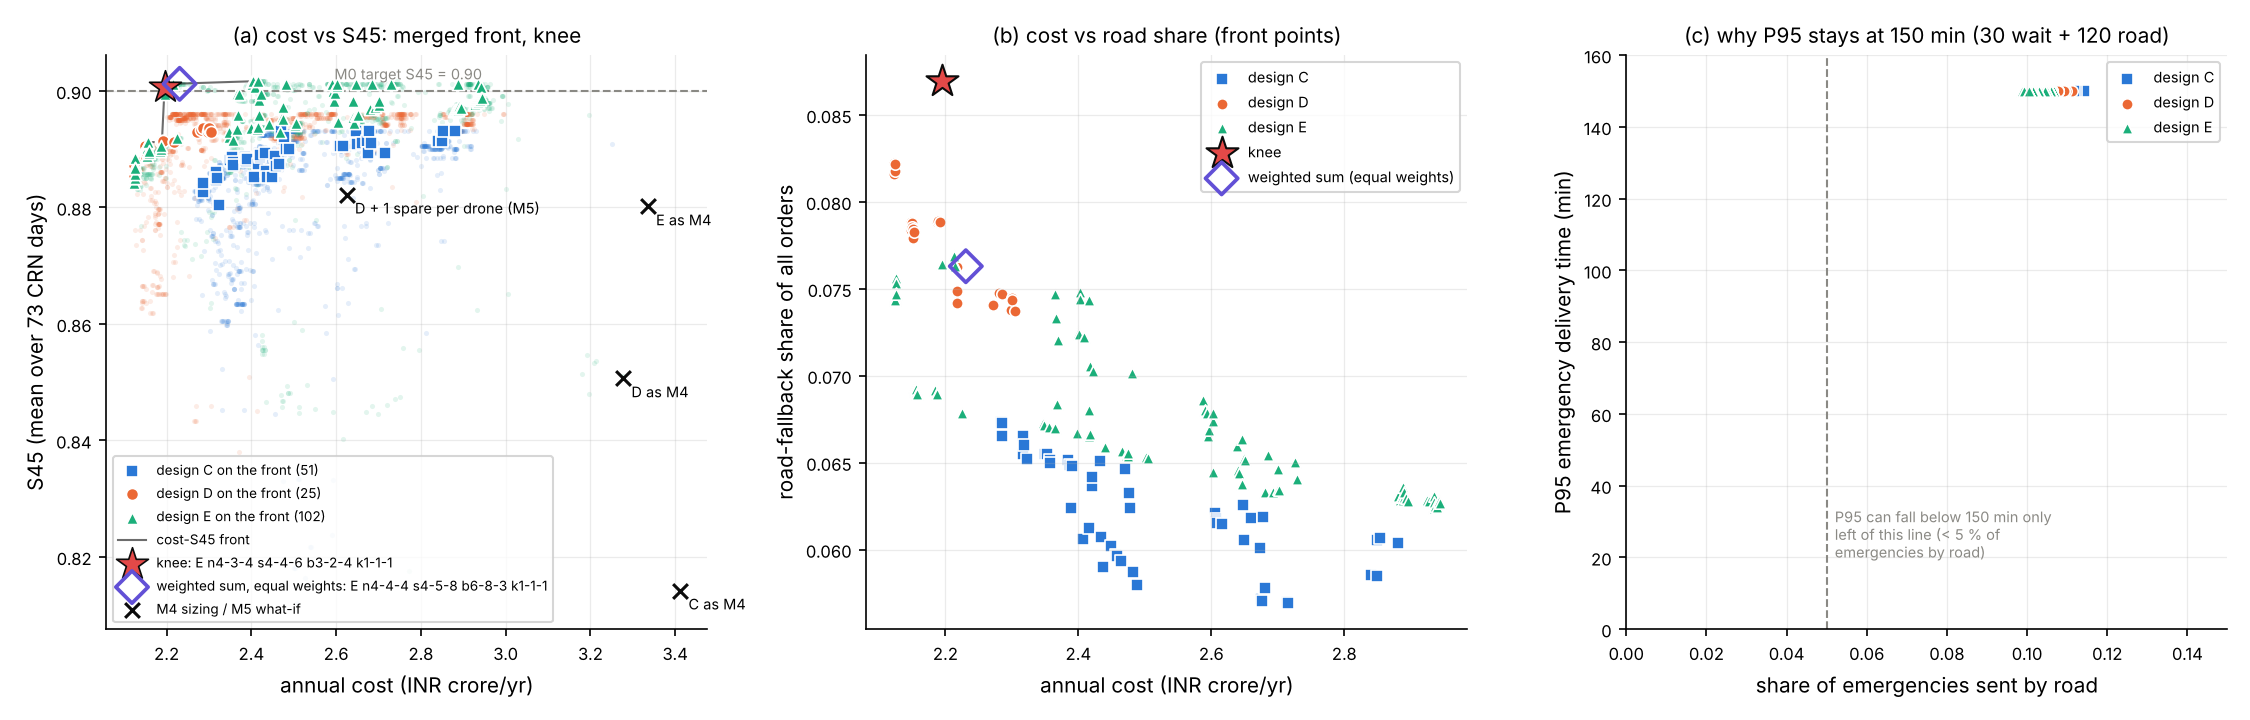 (a) cost vs S45: merged front, knee
M0 target S45 = 0.90
0.90
0.88
0.86
0.84
0.82
S45 (mean over 73 CRN days)
D + 1 spare per drone (M5)
E as M4
D as M4
C as M4
design C on the front (51)
design D on the front (25)
design E on the front (102)
cost-S45 front
knee: E n4-3-4 s4-4-6 b3-2-4 k1-1-1
weighted sum, equal weights: E n4-4-4 s4-5-8 b6-8-3 k1-1-1
M4 sizing / M5 what-if
2.2 2.4 2.6 2.8 3.0 3.2 3.4
annual cost (INR crore/yr)
(b) cost vs road share (front points)
design C
design D
design E
knee
weighted sum (equal weights)
0.085
0.080
0.075
0.070
0.065
0.060
road-fallback share of all orders
2.2 2.4 2.6 2.8
annual cost (INR crore/yr)
(c) why P95 stays at 150 min (30 wait + 120 road)
design C
design D
design E
160
140
120
100
80
60
40
20
0
P95 emergency delivery time (min)
P95 can fall below 150 min only
left of this line (< 5 % of
emergencies by road)
0.00 0.02 0.04 0.06 0.08 0.10 0.12 0.14
share of emergencies sent by road